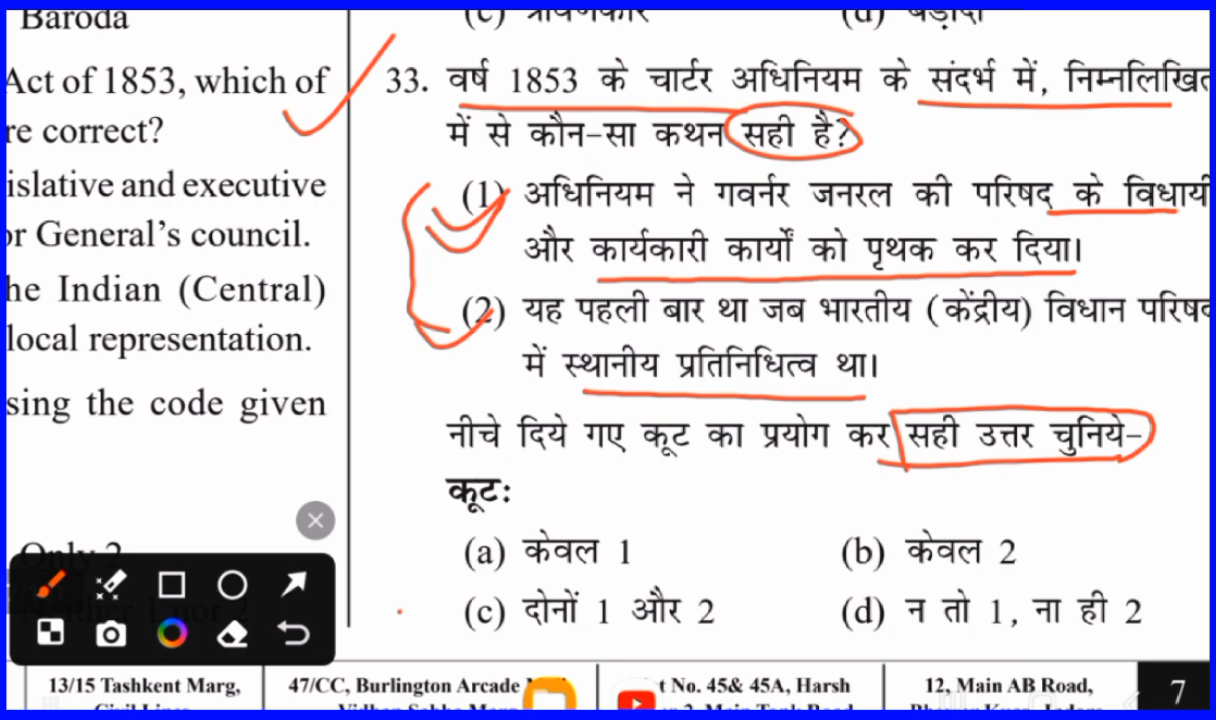 Baroda
(c) श्रावणकोर
(d) बड़ौदा
Act of 1853, which of
re correct?
islative and executive
or General's council.
he Indian (Central)
local representation.
sing the code given
Only 2
33. वर्ष 1853 के चार्टर अधिनियम के संदर्भ में, निम्नलिखित
में से कौन-सा कथन सही है?
(1) अधिनियम ने गवर्नर जनरल की परिषद के विधायी
और कार्यकारी कार्यों को पृथक कर दिया।
(2) यह पहली बार था जब भारतीय (केंद्रीय) विधान परिषद
में स्थानीय प्रतिनिधित्व था।
नीचे दिये गए कूट का प्रयोग कर सही उत्तर चुनिये-
कूट:
(a) केवल 1 (b) केवल 2
(c) दोनों 1 और 2 (d) न तो 1, ना ही 2
13/15 Tashkent Marg,
47/CC, Burlington Arcade
t No. 45& 45A, Harsh
12, Main AB Road,
7